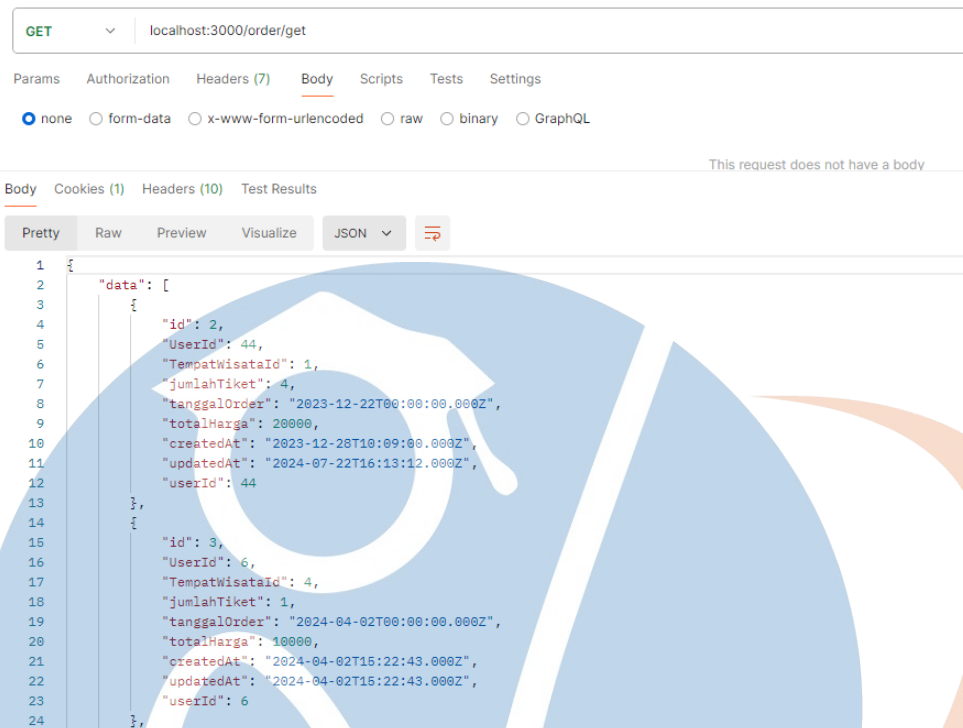 GET localhost:3000/order/get
Params Authorization Headers (7) Body Scripts Tests Settings
none form-data x-www-form-urlencoded raw binary GraphQL
This request does not have a body
Body Cookies (1) Headers (10) Test Results
Pretty Raw Preview Visualize JSON
1 {
2 "data": [
3 {
4 "id": 2,
5 "UserId": 44,
6 "TempatWisataId": 1,
7 "jumlahTiket": 4,
8 "tanggalOrder": "2023-12-22T00:00:00.000Z",
9 "totalHarga": 20000,
10 "createdAt": "2023-12-28T10:09:00.000Z",
11 "updatedAt": "2024-07-22T16:13:12.000Z",
12 "userId": 44
13 },
14 {
15 "id": 3,
16 "UserId": 6,
17 "TempatWisataId": 4,
18 "jumlahTiket": 1,
19 "tanggalOrder": "2024-04-02T00:00:00.000Z",
20 "totalHarga": 10000,
21 "createdAt": "2024-04-02T15:22:43.000Z",
22 "updatedAt": "2024-04-02T15:22:43.000Z",
23 "userId": 6
24 },